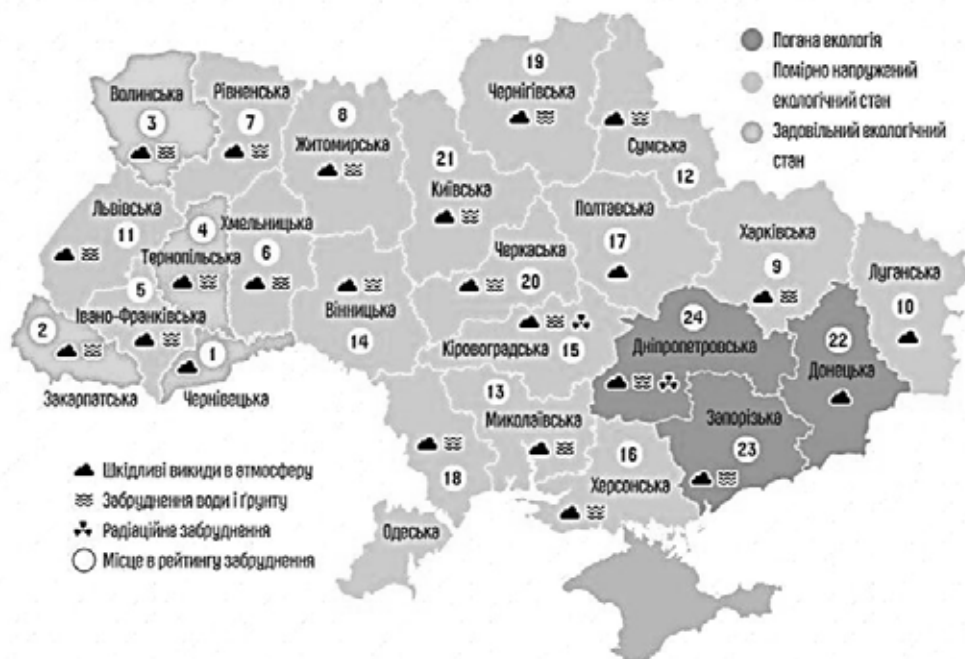 Погана екологія
Помірно напружений
екологічний стан
Задовільний екологічний
стан
19
Чернігівська
Волинська
3
Рівненська
7
8
Житомирська
21
Київська
Сумська
12
Львівська
11
4
Тернопільська
Хмельницька
6
Полтавська
17
Харківська
9
Луганська
10
Черкаська
20
5
Івано-Франківська
2
Закарпатська
1
Чернівецька
Вінницька
14
Кіровоградська
15
24
Дніпропетровська
22
Донецька
13
Миколаївська
Запорізька
23
16
Херсонська
18
Одеська
Шкідливі викиди в атмосферу
Забруднення води і ґрунту
Радіаційне забруднення
Місце в рейтингу забруднення